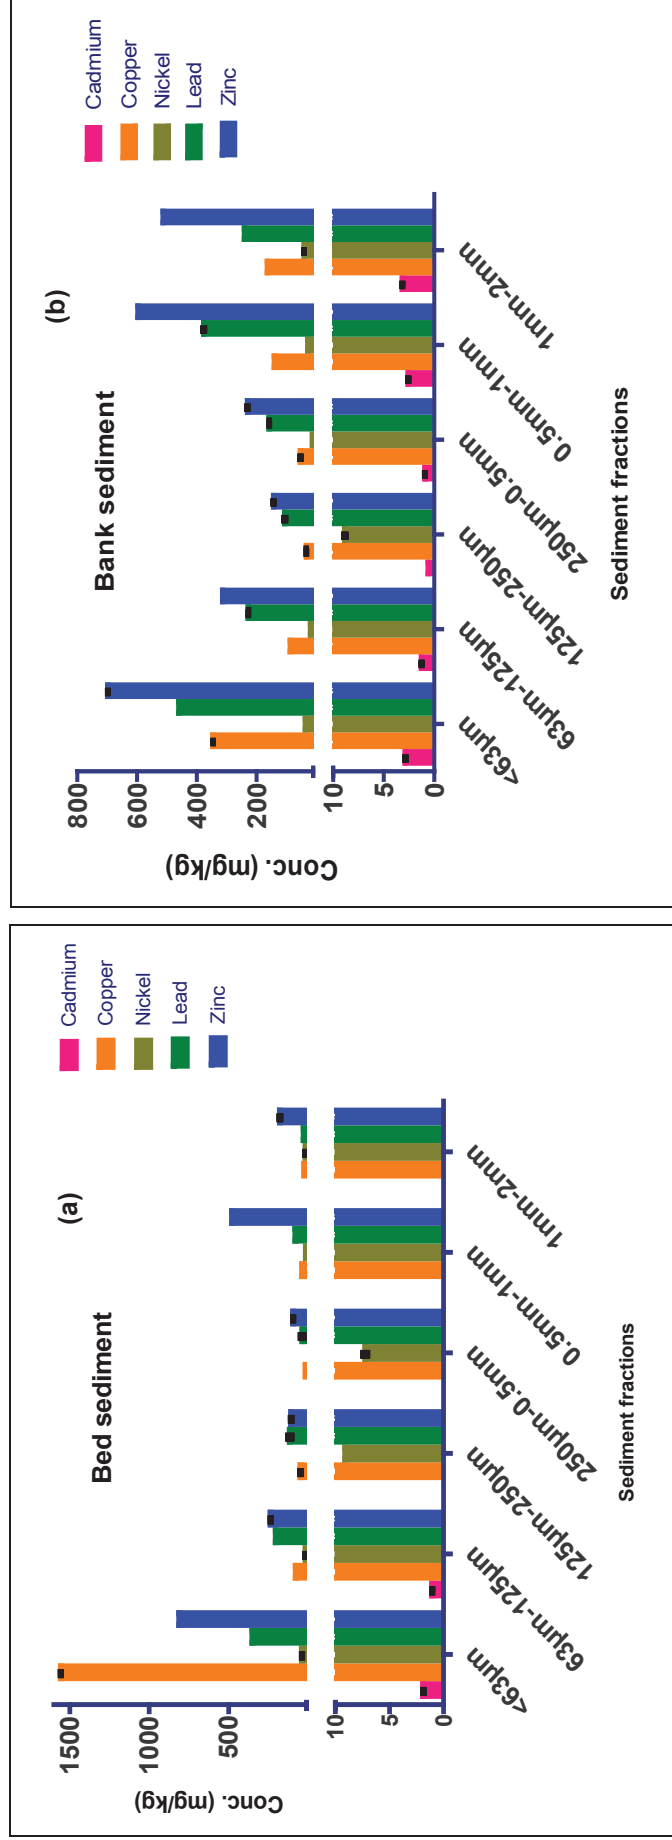 (a)
Bed sediment
Cadmium
Copper
Nickel
Lead
Zinc
Conc. (mg/kg)
1500
1000
500
10
5
0
<63µm
63µm-125µm
125µm-250µm
250µm-0.5mm
0.5mm-1mm
1mm-2mm
Sediment fractions
(b)
Bank sediment
Cadmium
Copper
Nickel
Lead
Zinc
Conc. (mg/kg)
800
600
400
200
10
5
0
<63µm
63µm-125µm
125µm-250µm
250µm-0.5mm
0.5mm-1mm
1mm-2mm
Sediment fractions